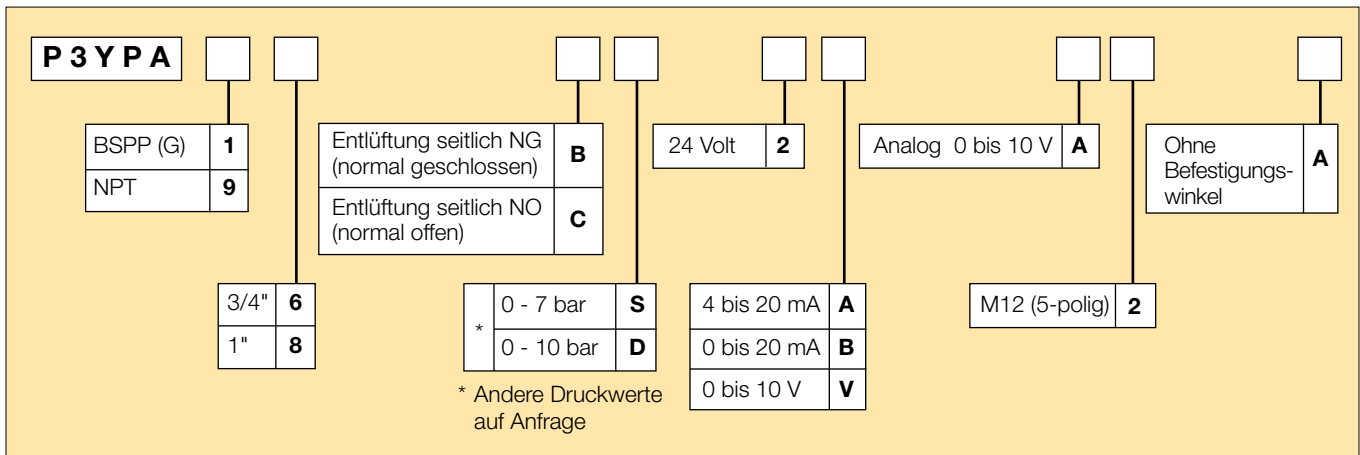 P3YPA
BSPP (G) 1
NPT 9
3/4" 6
1" 8
Entlüftung seitlich NG
(normal geschlossen) B
Entlüftung seitlich NO
(normal offen) C
* 0 - 7 bar S
0 - 10 bar D
* Andere Druckwerte
auf Anfrage
24 Volt 2
4 bis 20 mA A
0 bis 20 mA B
0 bis 10 V V
Analog 0 bis 10 V A
M12 (5-polig) 2
Ohne
Befestigungs-
winkel A